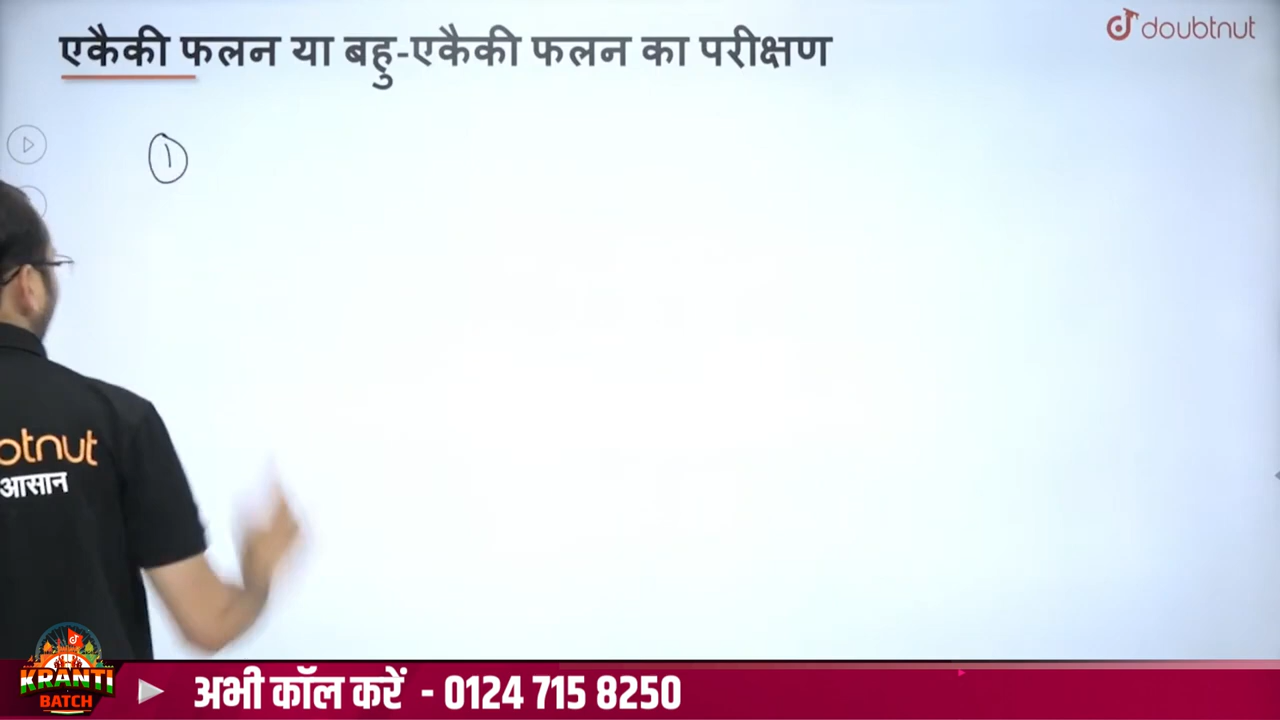 एकैकी फलन या बहु-एकैकी फलन का परीक्षण
doubtnut
1
otnut
आसान
KRANTI
BATCH
अभी कॉल करें - 0124 715 8250